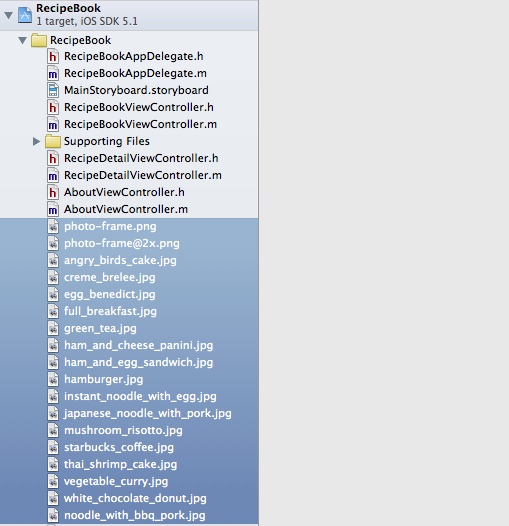 RecipeBook
1 target, iOS SDK 5.1
RecipeBook
RecipeBookAppDelegate.h
RecipeBookAppDelegate.m
MainStoryboard.storyboard
RecipeBookViewController.h
RecipeBookViewController.m
Supporting Files
RecipeDetailViewController.h
RecipeDetailViewController.m
AboutViewController.h
AboutViewController.m
photo-frame.png
photo-frame@2x.png
angry_birds_cake.jpg
creme_brelee.jpg
egg_benedict.jpg
full_breakfast.jpg
green_tea.jpg
ham_and_cheese_panini.jpg
ham_and_egg_sandwich.jpg
hamburger.jpg
instant_noodle_with_egg.jpg
japanese_noodle_with_pork.jpg
mushroom_risotto.jpg
starbucks_coffee.jpg
thai_shrimp_cake.jpg
vegetable_curry.jpg
white_chocolate_donut.jpg
noodle_with_bbq_pork.jpg